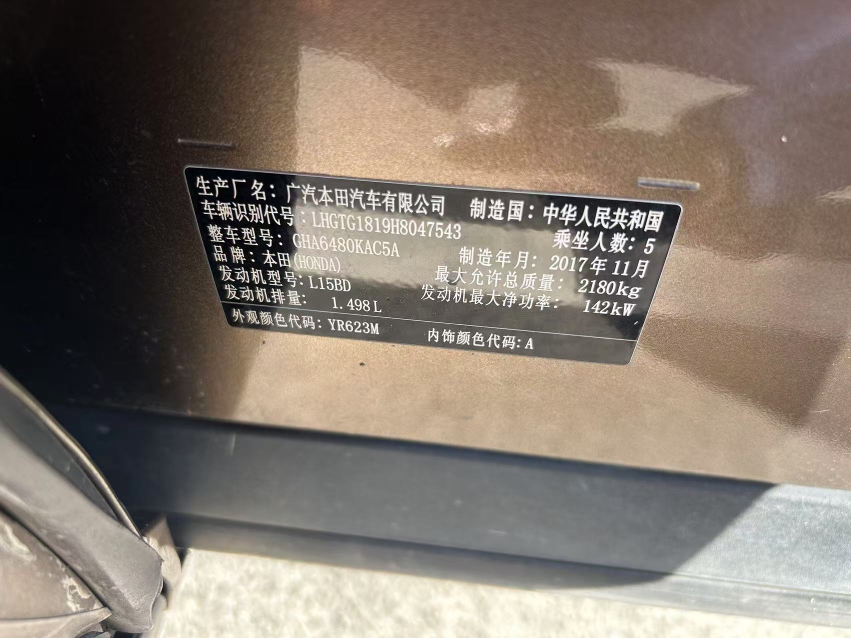 生产厂名：广汽本田汽车有限公司 制造国：中华人民共和国
车辆识别代号：LHGTG1819H8047543 乘坐人数：5
整车型号：GHA6480KAC5A 制造年月：2017年11月
品牌：本田(HONDA) 最大允许总质量：2180kg
发动机型号：L15BD 发动机最大净功率：142kW
发动机排量：1.498L
外观颜色代码：YR623M 内饰颜色代码：A